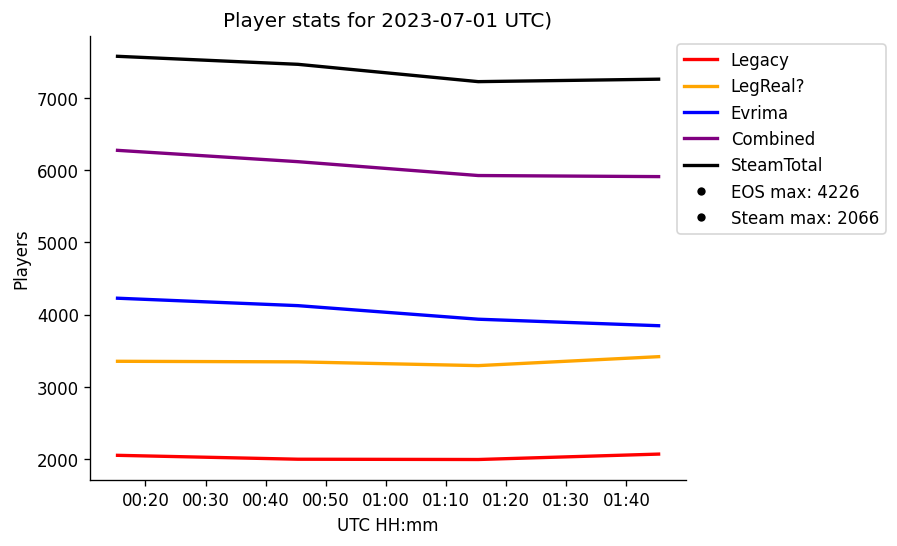 Player stats for 2023-07-01 UTC)
Legacy
LegReal?
Evrima
Combined
SteamTotal
EOS max: 4226
Steam max: 2066
Players
7000
6000
5000
4000
3000
2000
00:20 00:30 00:40 00:50 01:00 01:10 01:20 01:30 01:40
UTC HH:mm